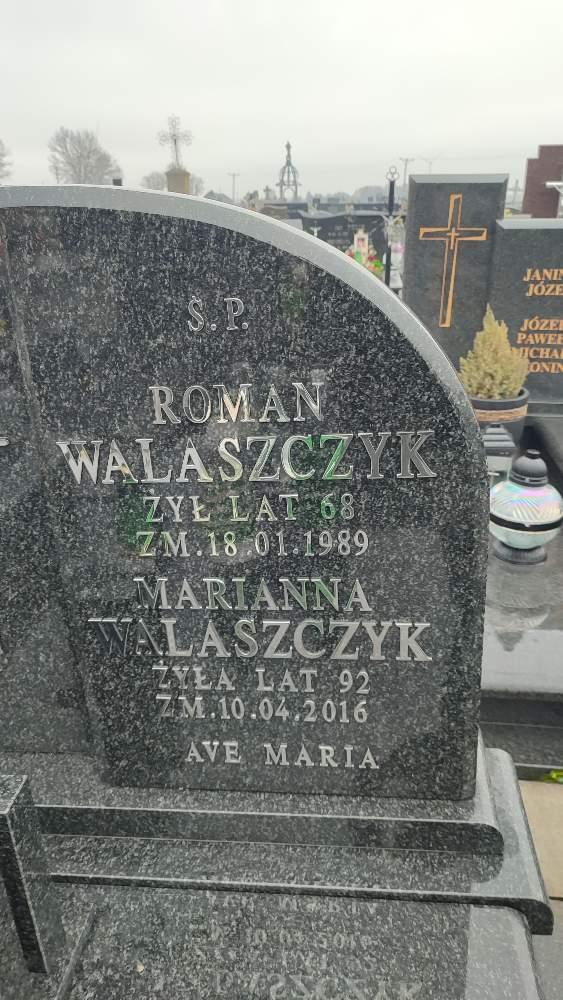 Ś.P.
ROMAN
WALASZCZYK
ŻYŁ LAT 68
ZM.18.01.1989
MARIANNA
WALASZCZYK
ŻYŁA LAT 92
ZM.10.04.2016
AVE MARIA